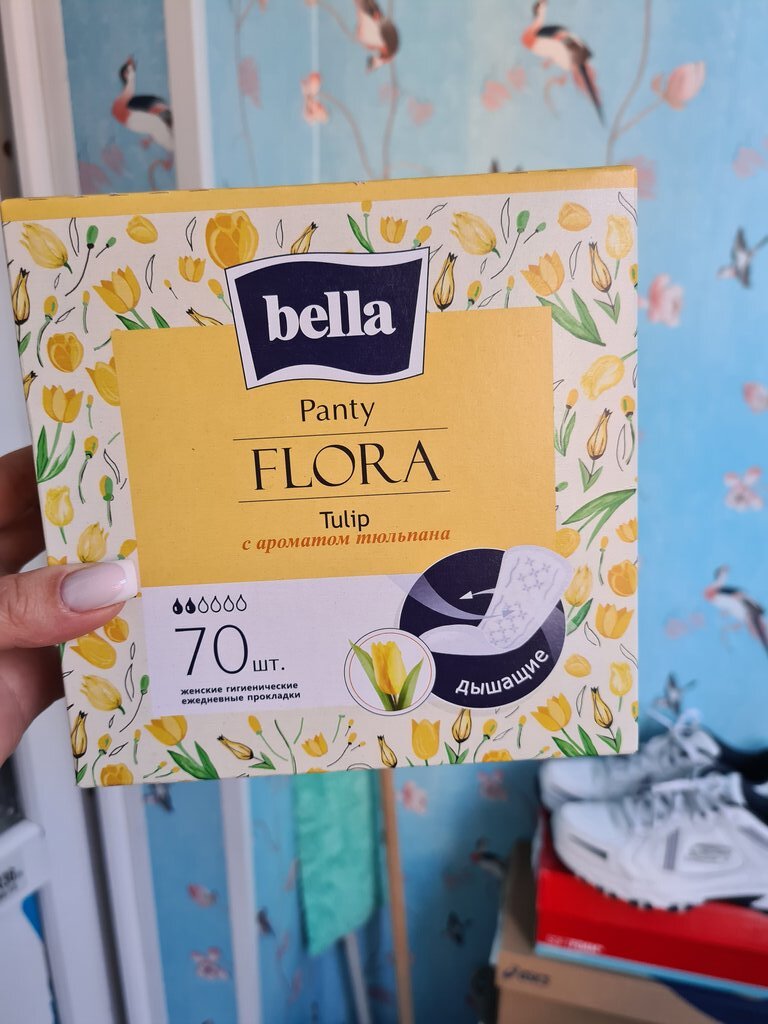 bella
Panty
FLORA
Tulip
с ароматом тюльпана
70 шт.
женские гигиенические
ежедневные прокладки
дышащие